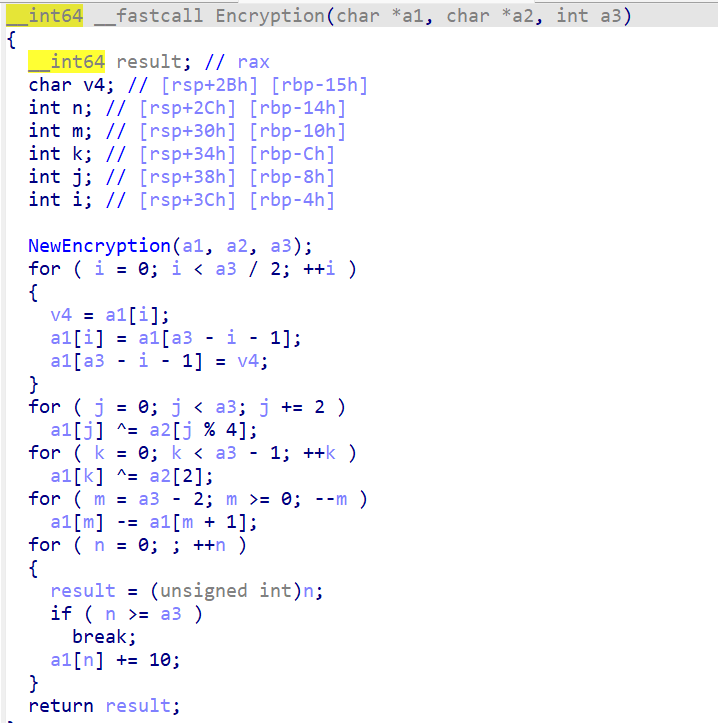 __int64 __fastcall Encryption(char *a1, char *a2, int a3)
{
  __int64 result; // rax
  char v4; // [rsp+2Bh] [rbp-15h]
  int n; // [rsp+2Ch] [rbp-14h]
  int m; // [rsp+30h] [rbp-10h]
  int k; // [rsp+34h] [rbp-Ch]
  int j; // [rsp+38h] [rbp-8h]
  int i; // [rsp+3Ch] [rbp-4h]

  NewEncryption(a1, a2, a3);
  for ( i = 0; i < a3 / 2; ++i )
  {
    v4 = a1[i];
    a1[i] = a1[a3 - i - 1];
    a1[a3 - i - 1] = v4;
  }
  for ( j = 0; j < a3; j += 2 )
    a1[j] ^= a2[j % 4];
  for ( k = 0; k < a3 - 1; ++k )
    a1[k] ^= a2[2];
  for ( m = a3 - 2; m >= 0; --m )
    a1[m] -= a1[m + 1];
  for ( n = 0; ; ++n )
  {
    result = (unsigned int)n;
    if ( n >= a3 )
      break;
    a1[n] += 10;
  }
  return result;